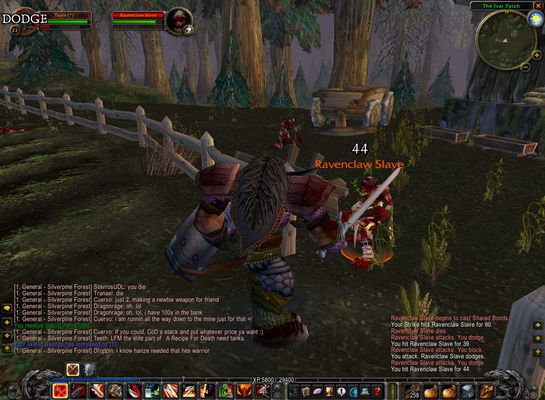 DODGE
Ravenclaw Slave
The Ivar Patch
44
Ravenclaw Slave
[1. General - Silverpine Forest] StavrosUDL: you die
[1. General - Silverpine Forest] Tranael: die
[1. General - Silverpine Forest] Cuervo: just 2, making a newbie weapon for friend
[1. General - Silverpine Forest] Dragonrage: oh, lol
[1. General - Silverpine Forest] Dragonrage: oh, lol, i have 100x in the bank
[1. General - Silverpine Forest] Cuervo: i am runnin all the way down to the mine just for that =/
[1. General - Silverpine Forest] Cuervo: if you could, CoD a stack and put whatever price ya want :)
[1. General - Silverpine Forest] Teeth: LFM the elite part of A Recipe For Death need tanks
[1. General - Silverpine Forest] Droppin: i know hanze needed that hes warrior
Ravenclaw Slave begins to cast Shared Bonds.
Your Strike hits Ravenclaw Slave for 60.
Ravenclaw Slave dies.
Ravenclaw Slave attacks. You dodge.
You hit Ravenclaw Slave for 39.
Ravenclaw Slave attacks. You block.
You attack. Ravenclaw Slave dodges.
Ravenclaw Slave attacks. You dodge.
You hit Ravenclaw Slave for 44.
XP 5800 / 29400
258